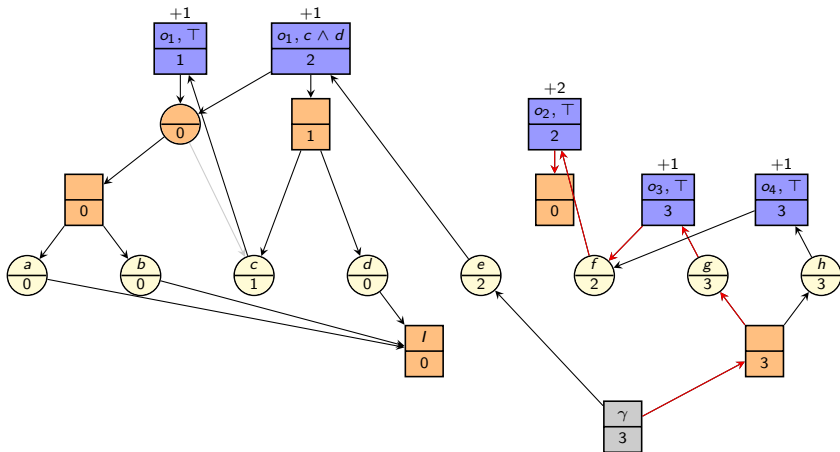 +1 +1
o₁, ⊤ o₁, c ∧ d
1 2
+2
o₂, ⊤
0 1 2
+1 +1
o₃, ⊤ o₄, ⊤
0 0 3 3
a b c d e f g h
0 0 1 0 2 2 3 3
I
0 3
γ
3